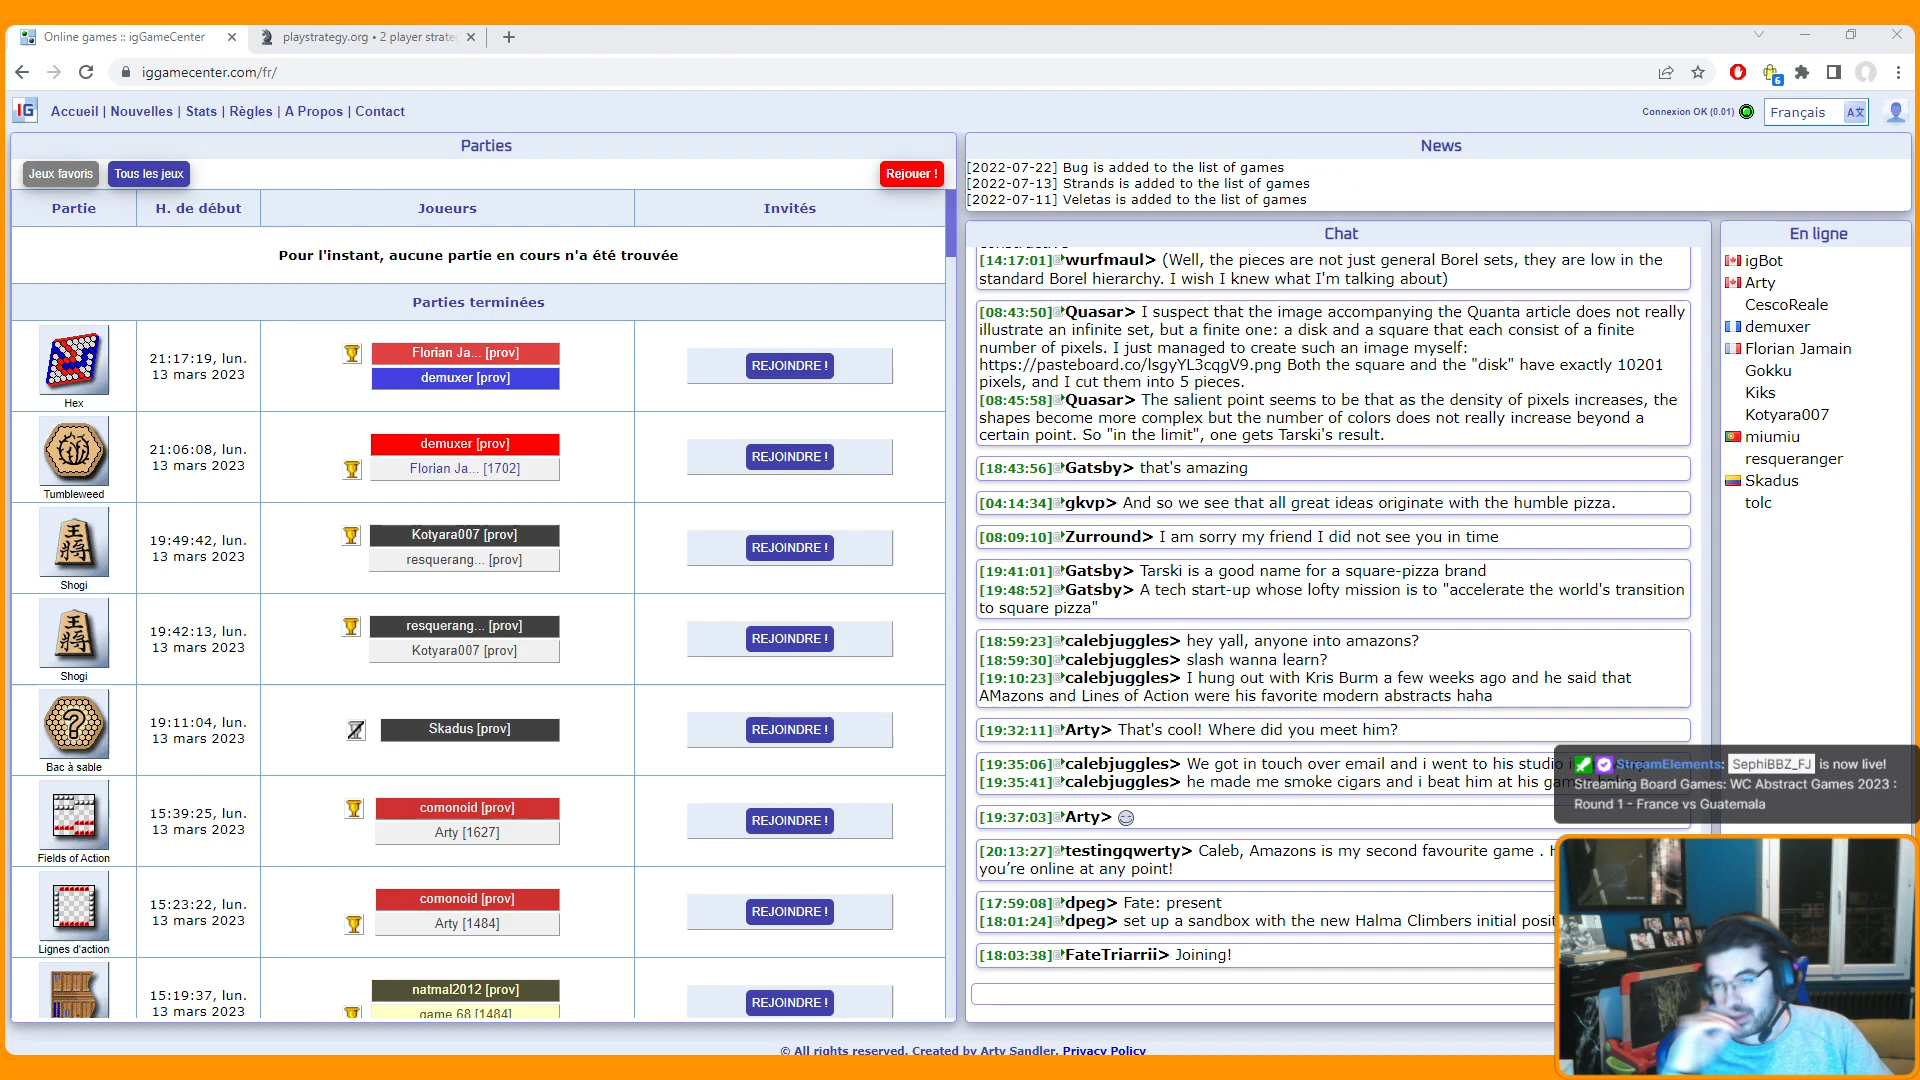 Online games :: igGameCenter
playstrategy.org • 2 player strate
iggamecenter.com/fr/
6
IG
Accueil | Nouvelles | Stats | Règles | A Propos | Contact
Connexion OK (0.01)
Français
Parties
Jeux favoris
Tous les jeux
Rejouer !
Partie
H. de début
Joueurs
Invités
Pour l'instant, aucune partie en cours n'a été trouvée
Parties terminées
Hex
21:17:19, lun.
13 mars 2023
Florian Ja... [prov]
demuxer [prov]
REJOINDRE !
Tumbleweed
21:06:08, lun.
13 mars 2023
demuxer [prov]
Florian Ja... [1702]
REJOINDRE !
王
將
Shogi
19:49:42, lun.
13 mars 2023
Kotyara007 [prov]
resquerang... [prov]
REJOINDRE !
王
將
Shogi
19:42:13, lun.
13 mars 2023
resquerang... [prov]
Kotyara007 [prov]
REJOINDRE !
?
Bac à sable
19:11:04, lun.
13 mars 2023
Skadus [prov]
REJOINDRE !
Fields of Action
15:39:25, lun.
13 mars 2023
comonoid [prov]
Arty [1627]
REJOINDRE !
Lignes d'action
15:23:22, lun.
13 mars 2023
comonoid [prov]
Arty [1484]
REJOINDRE !
15:19:37, lun.
13 mars 2023
natmal2012 [prov]
game 68 [1484]
REJOINDRE !
News
[2022-07-22] Bug is added to the list of games
[2022-07-13] Strands is added to the list of games
[2022-07-11] Veletas is added to the list of games
Chat
[14:17:01] wurfmaul> (Well, the pieces are not just general Borel sets, they are low in the
standard Borel hierarchy. I wish I knew what I'm talking about)
[08:43:50] Quasar> I suspect that the image accompanying the Quanta article does not really
illustrate an infinite set, but a finite one: a disk and a square that each consist of a finite
number of pixels. I just managed to create such an image myself:
https://pasteboard.co/lsgyYL3cqgV9.png Both the square and the "disk" have exactly 10201
pixels, and I cut them into 5 pieces.
[08:45:58] Quasar> The salient point seems to be that as the density of pixels increases, the
shapes become more complex but the number of colors does not really increase beyond a
certain point. So "in the limit", one gets Tarski's result.
[18:43:56] Gatsby> that's amazing
[04:14:34] gkvp> And so we see that all great ideas originate with the humble pizza.
[08:09:10] Zurround> I am sorry my friend I did not see you in time
[19:41:01] Gatsby> Tarski is a good name for a square-pizza brand
[19:48:52] Gatsby> A tech start-up whose lofty mission is to "accelerate the world's transition
to square pizza"
[18:59:23] calebjuggles> hey yall, anyone into amazons?
[18:59:30] calebjuggles> slash wanna learn?
[19:10:23] calebjuggles> I hung out with Kris Burm a few weeks ago and he said that
AMazons and Lines of Action were his favorite modern abstracts haha
[19:32:11] Arty> That's cool! Where did you meet him?
[19:35:06] calebjuggles> We got in touch over email and i went to his studio
[19:35:41] calebjuggles> he made me smoke cigars and i beat him at his
[19:37:03] Arty>
[20:13:27] testingqwerty> Caleb, Amazons is my second favourite game .
you're online at any point!
[17:59:08] dpeg> Fate: present
[18:01:24] dpeg> set up a sandbox with the new Halma Climbers initial posit
[18:03:38] FateTriarrii> Joining!
En ligne
igBot
Arty
CescoReale
demuxer
Florian Jamain
Gokku
Kiks
Kotyara007
miumiu
resqueranger
Skadus
tolc
StreamElements: SephiBBZ_FJ is now live!
Streaming Board Games: WC Abstract Games 2023 :
Round 1 - France vs Guatemala
© All rights reserved. Created by Arty Sandler. Privacy Policy